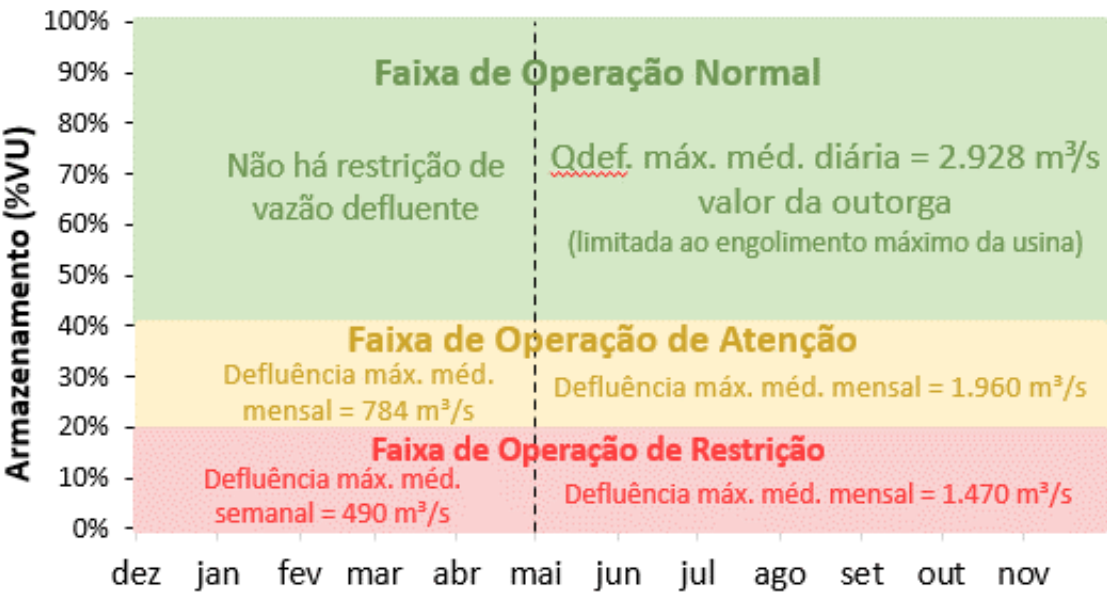 100%
90%
80%
70%
60%
50%
40%
30%
20%
10%
0%
Armazenamento (%VU)
Faixa de Operação Normal
Não há restrição de
vazão defluente
Qdef. máx. méd. diária = 2.928 m³/s
valor da outorga
(limitada ao engolimento máximo da usina)
Faixa de Operação de Atenção
Defluência máx. méd.
mensal = 784 m³/s
Defluência máx. méd. mensal = 1.960 m³/s
Faixa de Operação de Restrição
Defluência máx. méd.
semanal = 490 m³/s
Defluência máx. méd. mensal = 1.470 m³/s
dez jan fev mar abr mai jun jul ago set out nov